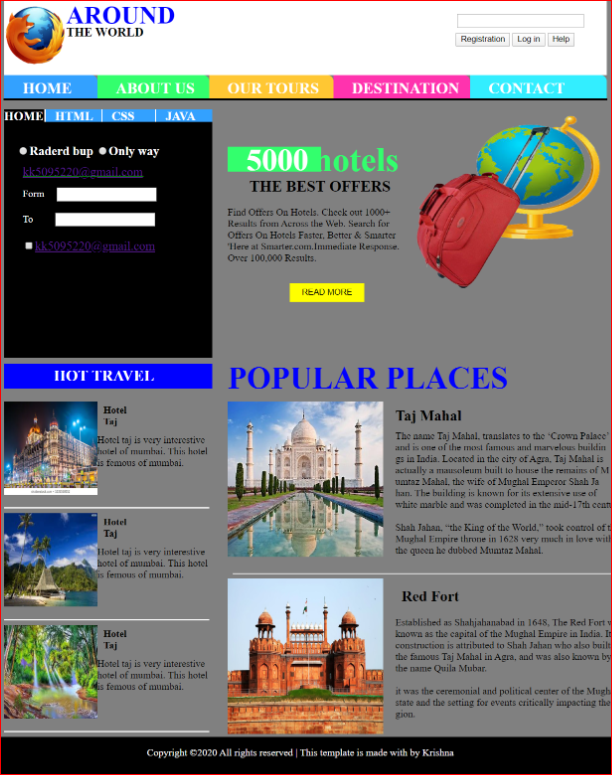 AROUND
THE WORLD
Registration Log in Help
HOME ABOUT US OUR TOURS DESTINATION CONTACT
HOME HTML CSS JAVA
Raderd bup Only way
kk5095220@gmail.com
Form
To
kk5095220@gmail.com
5000 hotels
THE BEST OFFERS
Find Offers On Hotels. Check out 1000+
Results from Across the Web. Search for
Offers On Hotels Faster, Better & Smarter
'Here at Smarter.com.Immediate Response.
Over 100,000 Results.
READ MORE
HOT TRAVEL
Hotel
Taj
Hotel taj is very interestive
hotel of mumbai. This hotel
is femous of mumbai.
Hotel
Taj
Hotel taj is very interestive
hotel of mumbai. This hotel
is femous of mumbai.
Hotel
Taj
Hotel taj is very interestive
hotel of mumbai. This hotel
is femous of mumbai.
POPULAR PLACES
Taj Mahal
The name Taj Mahal, translates to the ‘Crown Palace’
and is one of the most famous and marvelous buildin
gs in India. Located in the city of Agra, Taj Mahal is
actually a mausoleum built to house the remains of M
umtaz Mahal, the wife of Mughal Emperor Shah Ja
han. The building is known for its extensive use of
white marble and was completed in the mid-17th cent
Shah Jahan, “the King of the World,” took control of t
Mughal Empire throne in 1628 very much in love with
the queen he dubbed Mumtaz Mahal.
Red Fort
Established as Shahjahanabad in 1648, The Red Fort w
known as the capital of the Mughal Empire in India. It
construction is attributed to Shah Jahan who also built
the famous Taj Mahal in Agra, and was also known by
the name Quila Mubar.
it was the ceremonial and political center of the Mugh
state and the setting for events critically impacting the
gion.
Copyright ©2020 All rights reserved | This template is made with by Krishna